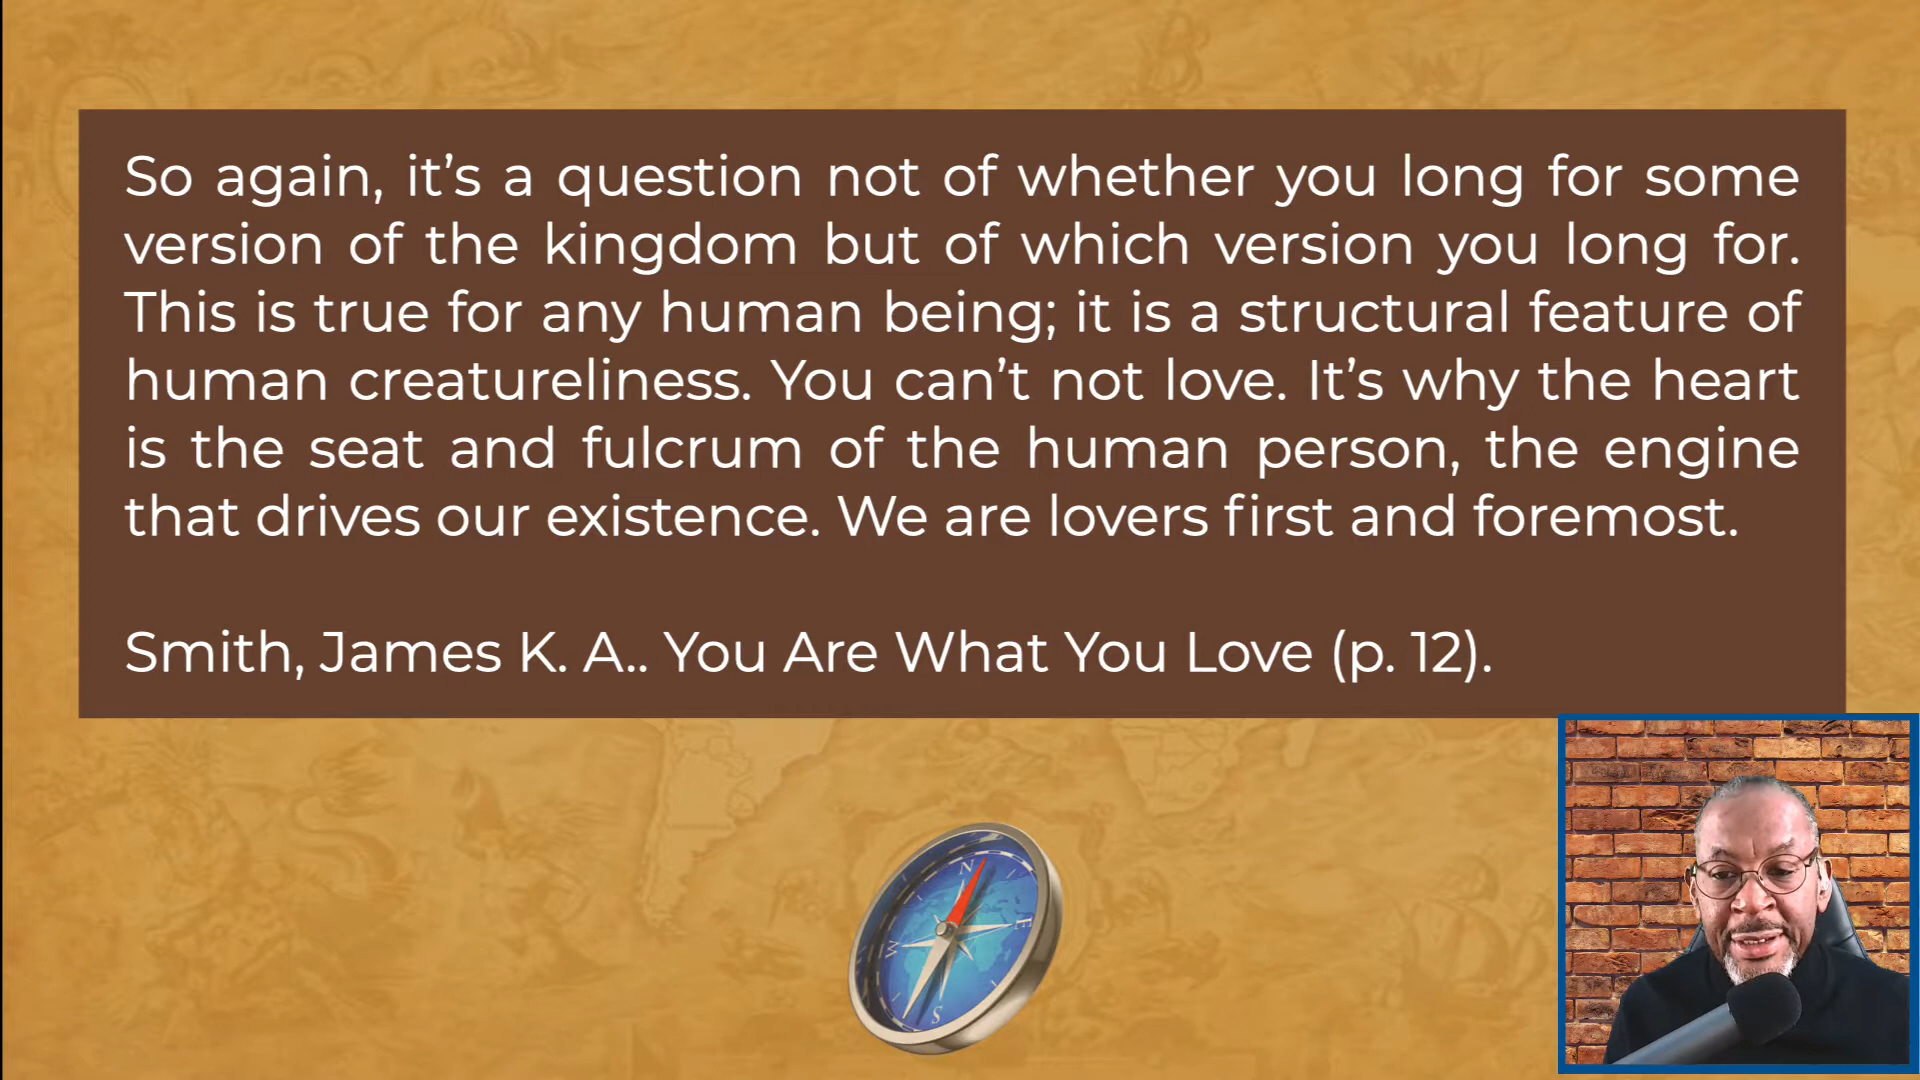 So again, it’s a question not of whether you long for some
version of the kingdom but of which version you long for.
This is true for any human being; it is a structural feature of
human creatureliness. You can’t not love. It’s why the heart
is the seat and fulcrum of the human person, the engine
that drives our existence. We are lovers first and foremost.
Smith, James K. A.. You Are What You Love (p. 12).
N
E
W
S